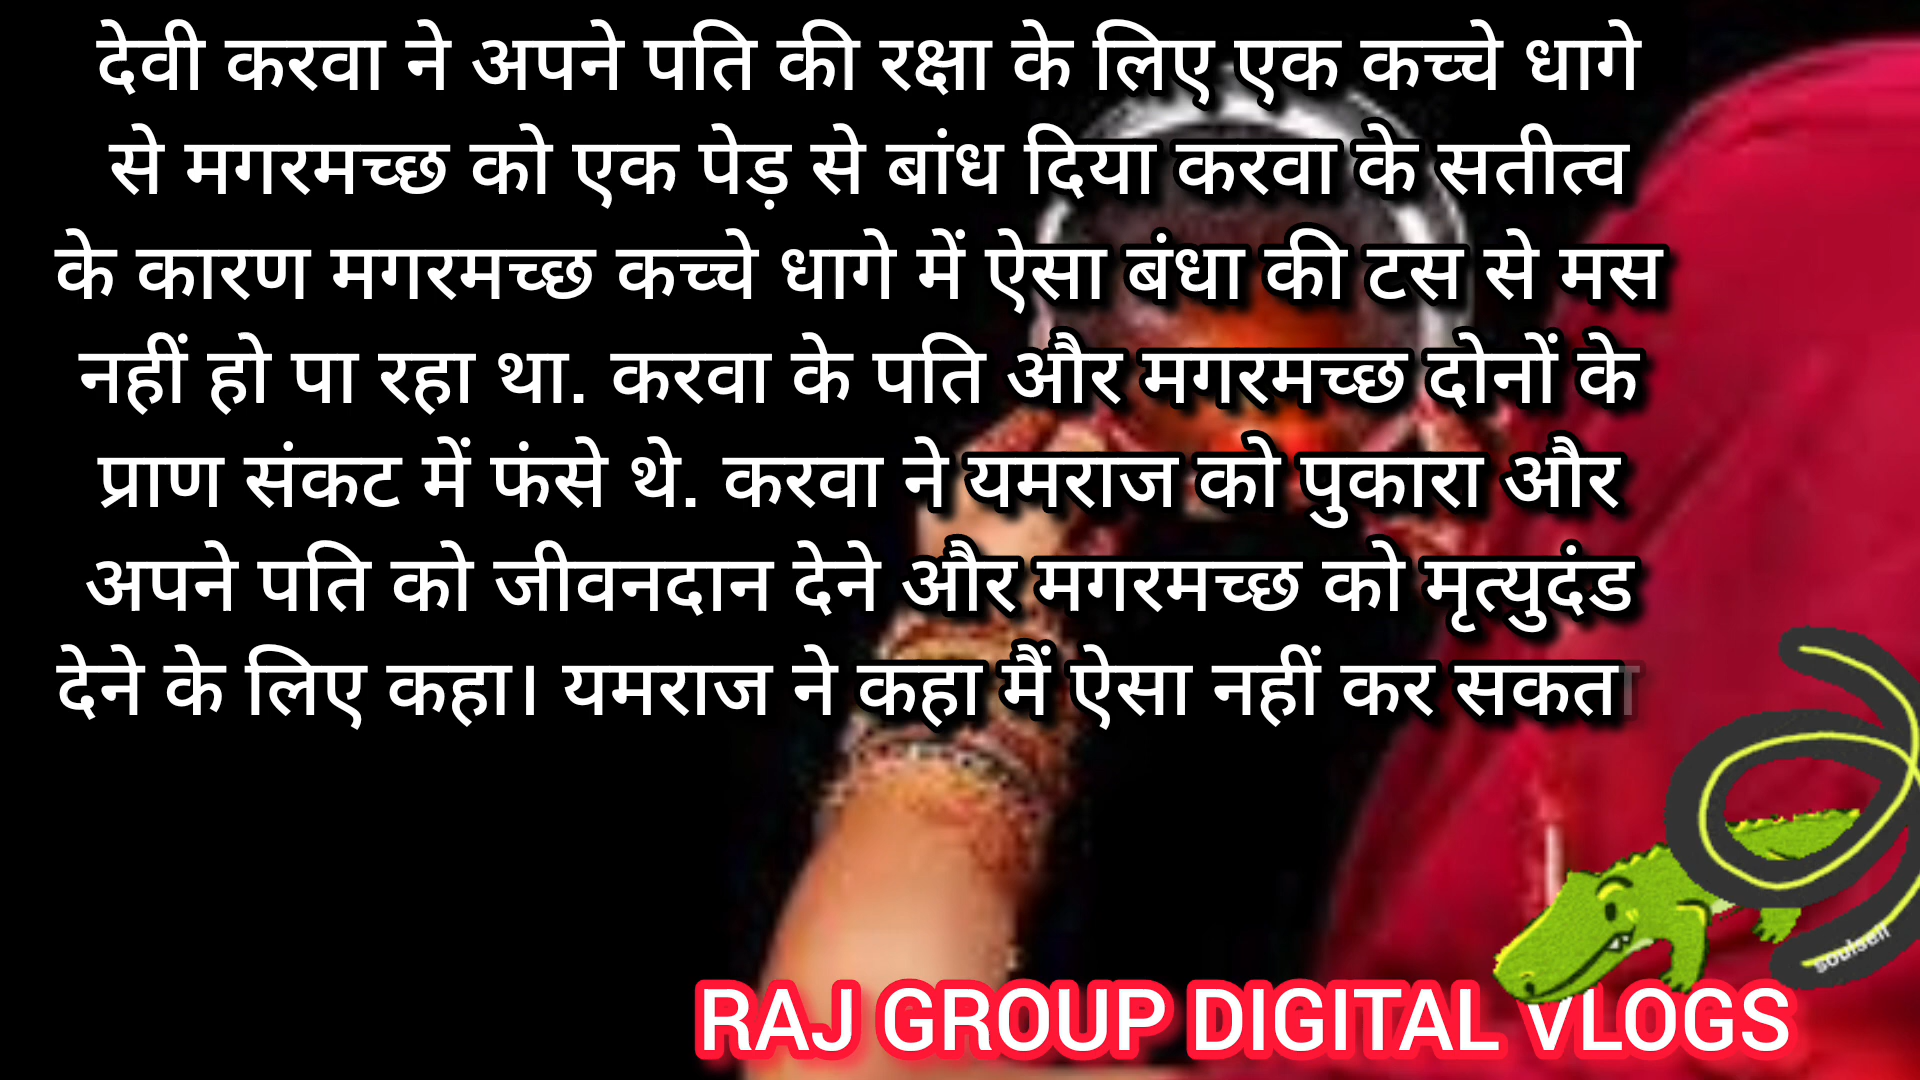 देवी करवा ने अपने पति की रक्षा के लिए एक कच्चे धागे
से मगरमच्छ को एक पेड़ से बांध दिया करवा के सतीत्व
के कारण मगरमच्छ कच्चे धागे में ऐसा बंधा की टस से मस
नहीं हो पा रहा था. करवा के पति और मगरमच्छ दोनों के
प्राण संकट में फंसे थे. करवा ने यमराज को पुकारा और
अपने पति को जीवनदान देने और मगरमच्छ को मृत्युदंड
देने के लिए कहा। यमराज ने कहा मैं ऐसा नहीं कर सकता
soulsell
RAJ GROUP DIGITAL VLOGS